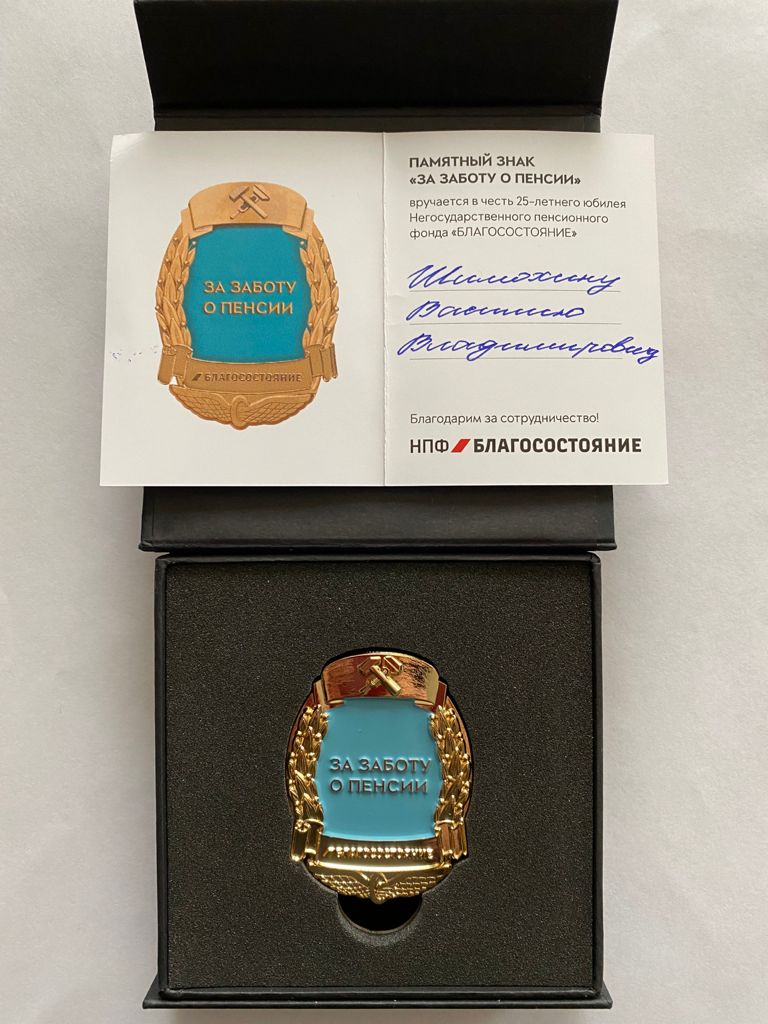 ПАМЯТНЫЙ ЗНАК
«ЗА ЗАБОТУ О ПЕНСИИ»
вручается в честь 25-летнего юбилея
Негосударственного пенсионного
фонда «БЛАГОСОСТОЯНИЕ»
Шимохину
Василию
Владимировичу
Благодарим за сотрудничество!
НПФ БЛАГОСОСТОЯНИЕ
ЗА ЗАБОТУ
О ПЕНСИИ
БЛАГОСОСТОЯНИЕ
ЗА ЗАБОТУ
О ПЕНСИИ
БЛАГОСОСТОЯНИЕ